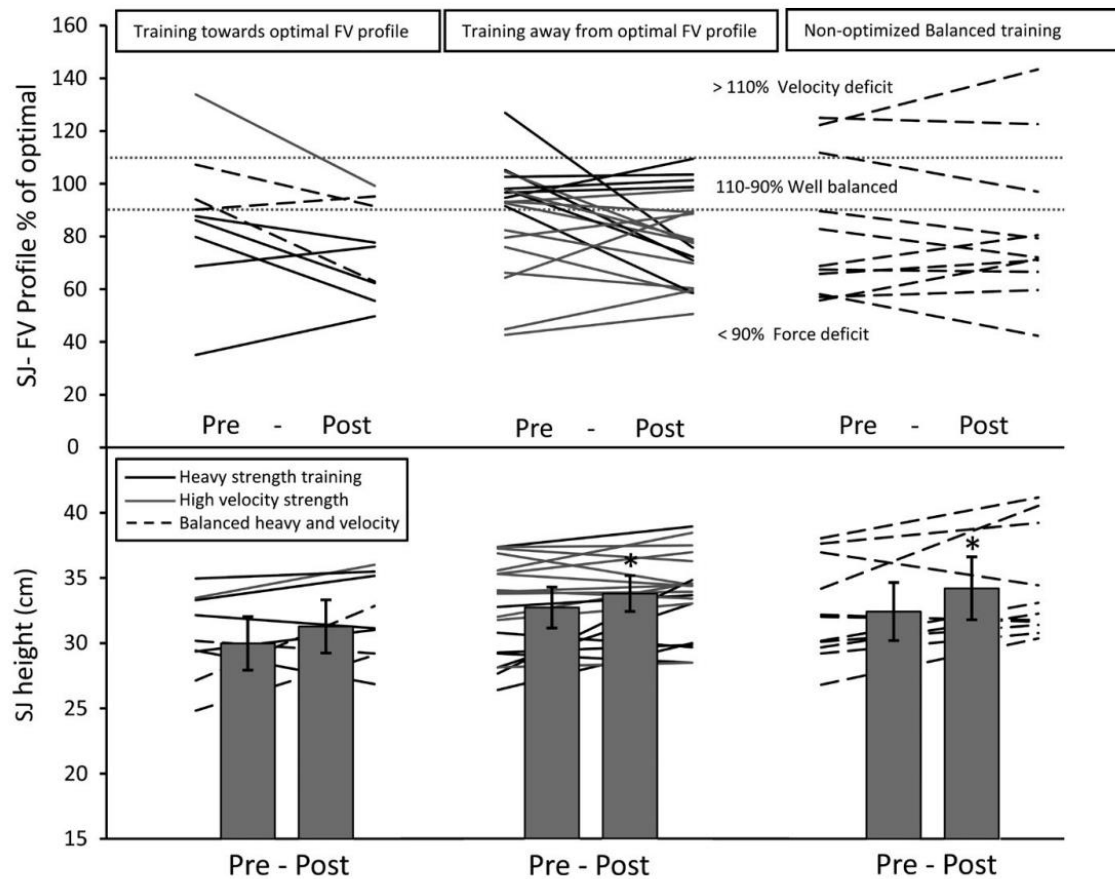 160
140
120
100
80
60
40
20
0
SJ- FV Profile % of optimal
Training towards optimal FV profile
Training away from optimal FV profile
Non-optimized Balanced training
> 110% Velocity deficit
110-90% Well balanced
< 90% Force deficit
Pre - Post
Pre - Post
Pre - Post
Heavy strength training
High velocity strength
Balanced heavy and velocity
40
35
30
25
20
15
SJ height (cm)
*
*
Pre - Post
Pre - Post
Pre - Post